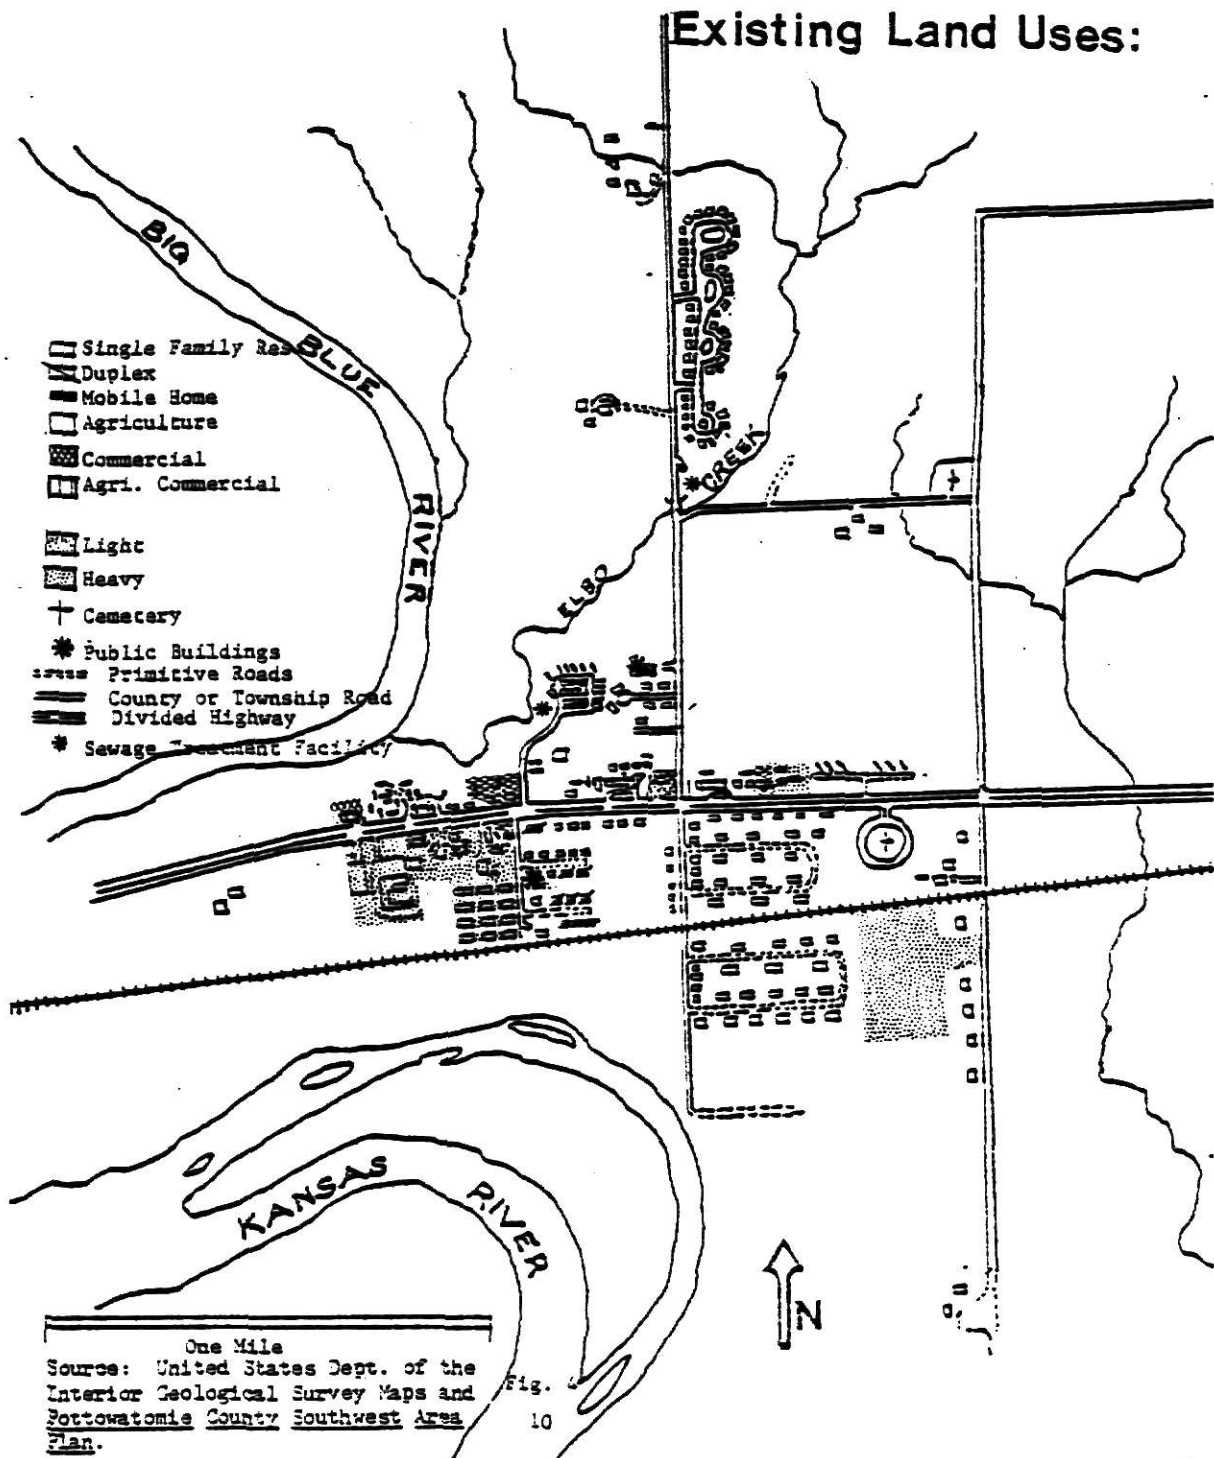 Existing Land Uses:
BIG
BLUE
RIVER
Single Family Res
Duplex
Mobile Home
Agriculture
Commercial
Agri. Commercial
Light
Heavy
Cemetery
Public Buildings
Primitive Roads
County or Township Road
Divided Highway
Sewage Treatment Facility
CREEK
ELBO
KANSAS
RIVER
N
One Mile
Source: United States Dept. of the
Interior Geological Survey Maps and
Pottowatomie County Southwest Area
Plan.
Fig.
10